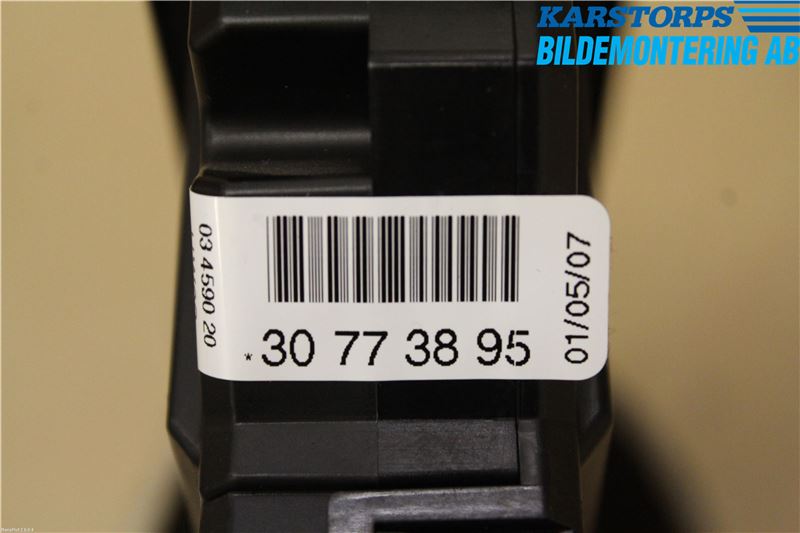 KARSTORPS
BILDEMONTERING AB
03 4590 20
*30 77 38 95
01/05/07